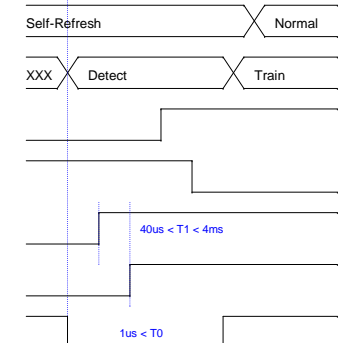 Self-Refresh Normal
XXX Detect Train
40us < T1 < 4ms
1us < T0